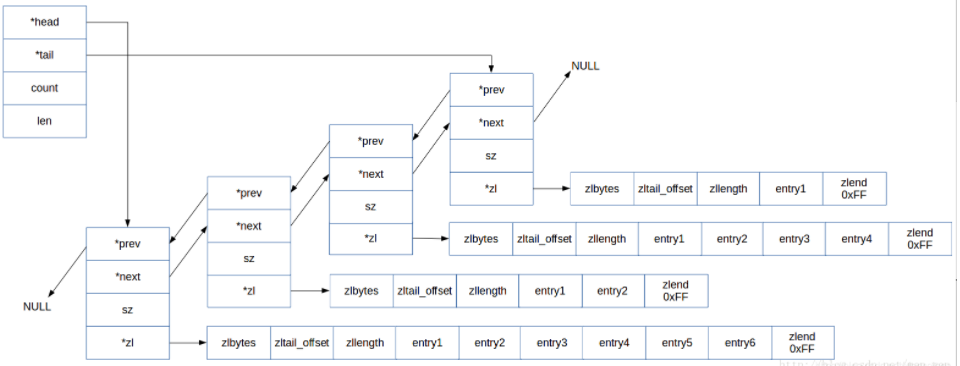 *head
*tail
count
len
NULL
*prev
*next
sz
*zl
zlbytes zltail_offset zllength entry1 zlend 0xFF
*prev
*next
sz
*zl
zlbytes zltail_offset zllength entry1 entry2 entry3 entry4 zlend 0xFF
*prev
*next
sz
*zl
zlbytes zltail_offset zllength entry1 entry2 zlend 0xFF
*prev
*next
sz
*zl
NULL
zlbytes zltail_offset zllength entry1 entry2 entry3 entry4 entry5 entry6 zlend 0xFF